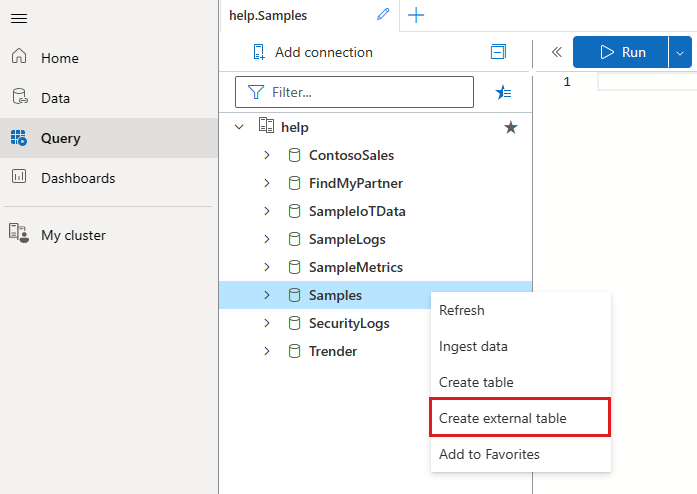 help.Samples
Home
Data
Query
Dashboards
My cluster
Add connection
Filter...
help
ContosoSales
FindMyPartner
SampleIoTData
SampleLogs
SampleMetrics
Samples
SecurityLogs
Trender
Refresh
Ingest data
Create table
Create external table
Add to Favorites
Run
1